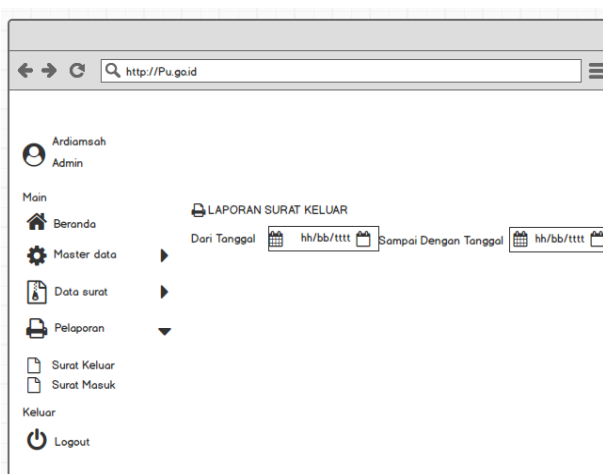 http://Pu.go.id
Ardiamsah
Admin
Main
Beranda
Master data
Data surat
Pelaporan
Surat Keluar
Surat Masuk
Keluar
Logout
LAPORAN SURAT KELUAR
Dari Tanggal hh/bb/tttt Sampai Dengan Tanggal hh/bb/tttt